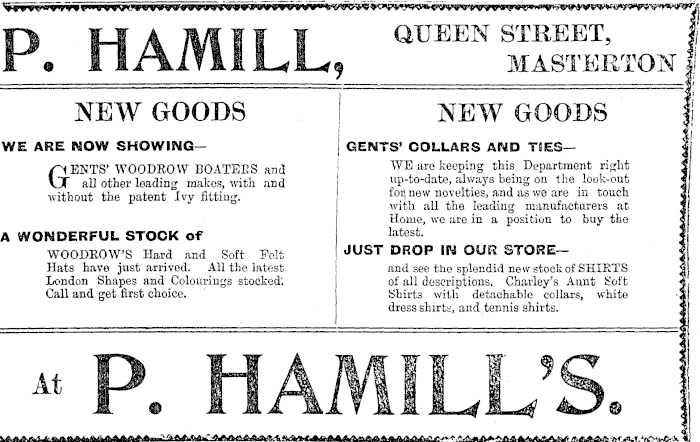 P. HAMILL,
QUEEN STREET,
MASTERTON
NEW GOODS
WE ARE NOW SHOWING—
GENTS' WOODROW BOATERS and
all other leading makes, with and
without the patent Ivy fitting.
A WONDERFUL STOCK of
WOODROW'S Hard and Soft Felt
Hats have just arrived. All the latest
London Shapes and Colourings stocked.
Call and get first choice.
NEW GOODS
GENTS' COLLARS AND TIES—
WE are keeping this Department right
up-to-date, always being on the look-out
for new novelties, and as we are in touch
with all the leading manufacturers at
Home, we are in a position to buy the
latest.
JUST DROP IN OUR STORE—
and see the splendid new stock of SHIRTS
of all descriptions. Charley's Aunt Soft
Shirts with detachable collars, white
dress shirts, and tennis shirts.
At P. HAMILL'S.